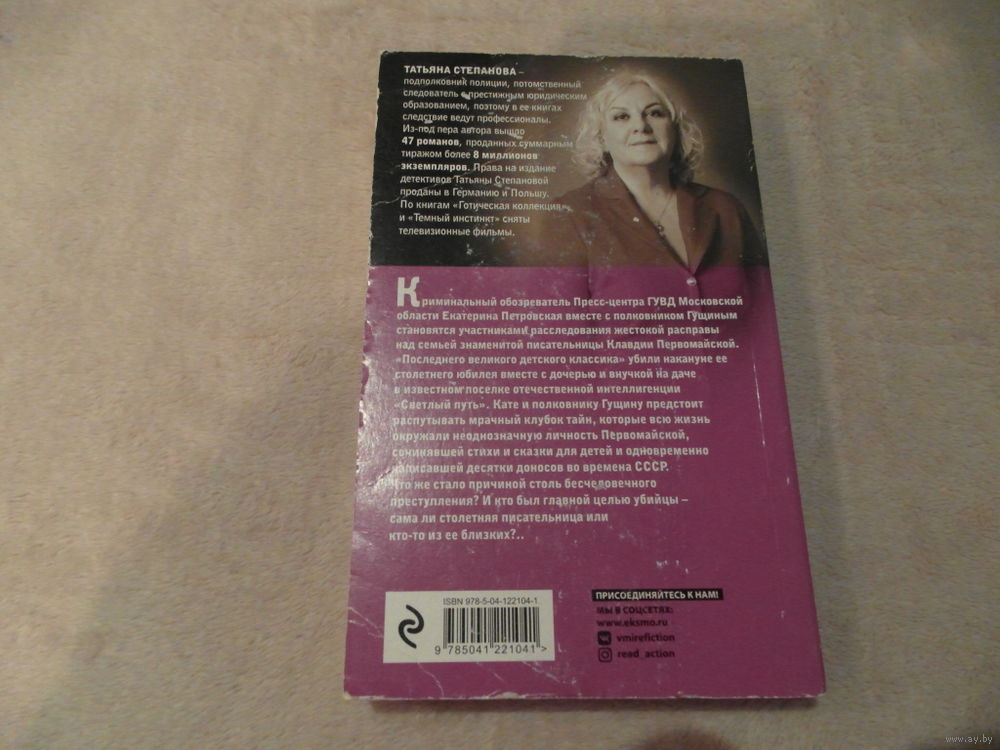 ТАТЬЯНА СТЕПАНОВА –
подполковник полиции, потомственный
следователь с престижным юридическим
образованием, поэтому в ее книгах
следствие ведут профессионалы.
Из-под пера автора вышло
47 романов, проданных суммарным
тиражом более 8 миллионов
экземпляров. Права на издание
детективов Татьяны Степановой
проданы в Германию и Польшу.
По книгам «Готическая коллекция»
и «Темный инстинкт» сняты
телевизионные фильмы.
Криминальный обозреватель Пресс-центра ГУВД Московской
области Екатерина Петровская вместе с полковником Гущиным
становятся участниками расследования жестокой расправы
над семьей знаменитой писательницы Клавдии Первомайской.
«Последнего великого детского классика» убили накануне ее
столетнего юбилея вместе с дочерью и внучкой на даче
в известном поселке отечественной интеллигенции
«Светлый путь». Кате и полковнику Гущину предстоит
распутывать мрачный клубок тайн, которые всю жизнь
окружали неоднозначную личность Первомайской,
сочинявшей стихи и сказки для детей и одновременно
написавшей десятки доносов во времена СССР.
Что же стало причиной столь бесчеловечного
преступления? И кто был главной целью убийцы –
сама ли столетняя писательница или
кто-то из ее близких?..
ISBN 978-5-04-122104-1
9 785041 221041 >
ПРИСОЕДИНЯЙТЕСЬ К НАМ!
МЫ В СОЦСЕТЯХ:
www.eksmo.ru
vmirefiction
read_action
www.ay.by